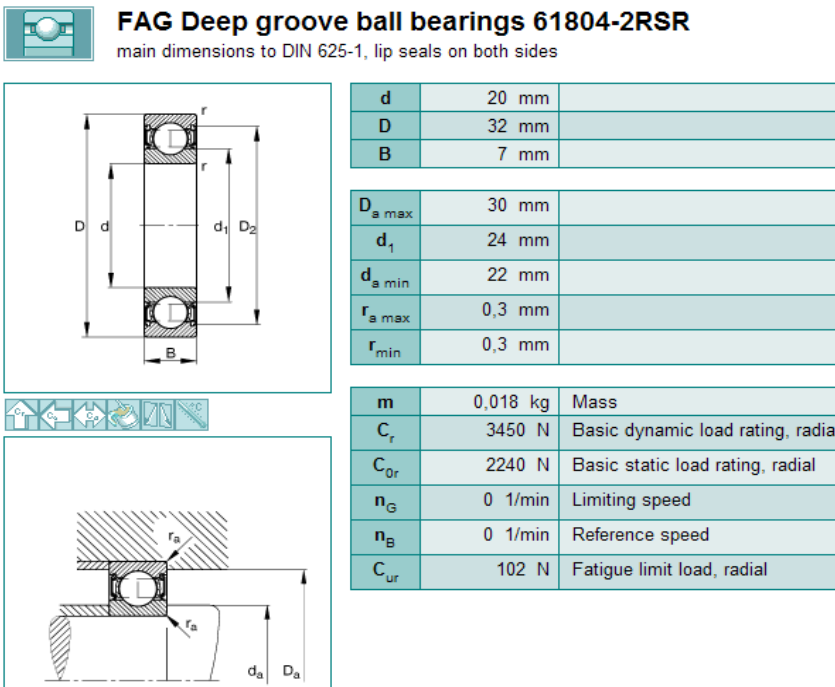 FAG Deep groove ball bearings 61804-2RSR
main dimensions to DIN 625-1, lip seals on both sides
r
r
D d d₁ D₂
B
d 20 mm
D 32 mm
B 7 mm
Dₐ ₘₐₓ 30 mm
d₁ 24 mm
dₐ ₘᵢₙ 22 mm
rₐ ₘₐₓ 0,3 mm
rₘᵢₙ 0,3 mm
m 0,018 kg Mass
Cᵣ 3450 N Basic dynamic load rating, radia
C₀ᵣ 2240 N Basic static load rating, radial
n_G 0 1/min Limiting speed
n_B 0 1/min Reference speed
Cᵤᵣ 102 N Fatigue limit load, radial
rₐ
rₐ
dₐ Dₐ